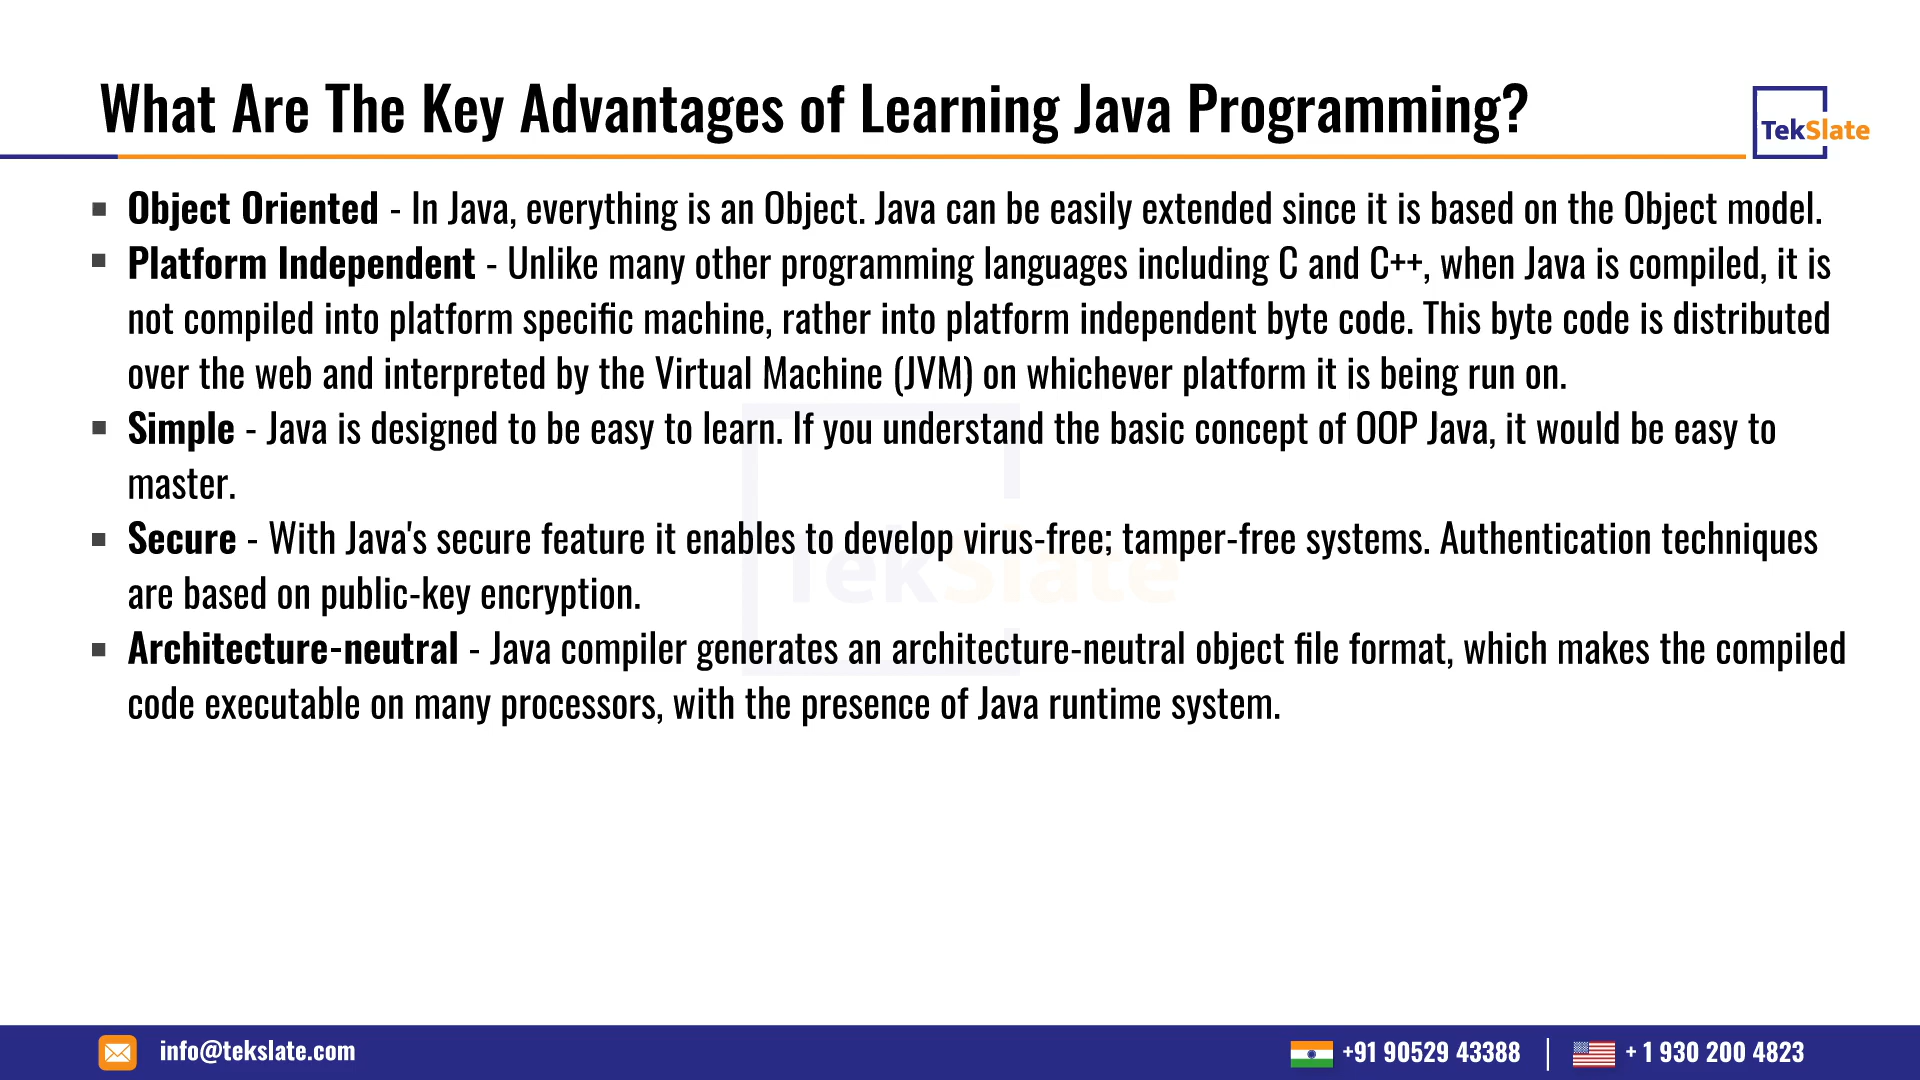 What Are The Key Advantages of Learning Java Programming?
TekSlate
▪ Object Oriented - In Java, everything is an Object. Java can be easily extended since it is based on the Object model.
▪ Platform Independent - Unlike many other programming languages including C and C++, when Java is compiled, it is
not compiled into platform specific machine, rather into platform independent byte code. This byte code is distributed
over the web and interpreted by the Virtual Machine (JVM) on whichever platform it is being run on.
▪ Simple - Java is designed to be easy to learn. If you understand the basic concept of OOP Java, it would be easy to
master.
▪ Secure - With Java's secure feature it enables to develop virus-free; tamper-free systems. Authentication techniques
are based on public-key encryption.
TekSlate
▪ Architecture-neutral - Java compiler generates an architecture-neutral object file format, which makes the compiled
code executable on many processors, with the presence of Java runtime system.
info@tekslate.com
+91 90529 43388 | + 1 930 200 4823